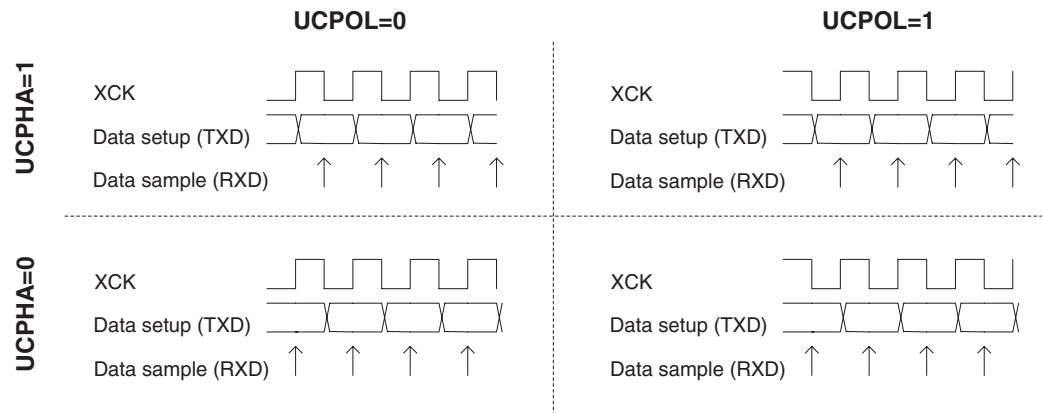 UCPOL=0 UCPOL=1
UCPHA=1
XCK
Data setup (TXD)
Data sample (RXD)
XCK
Data setup (TXD)
Data sample (RXD)
UCPHA=0
XCK
Data setup (TXD)
Data sample (RXD)
XCK
Data setup (TXD)
Data sample (RXD)